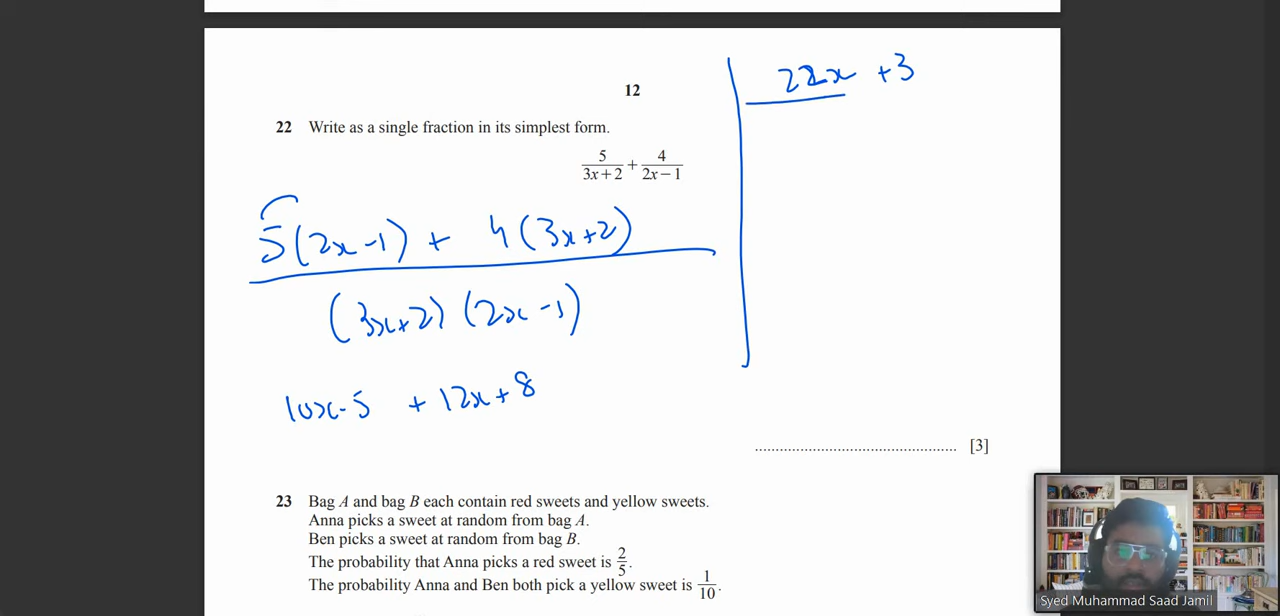 12
22x + 3
22 Write as a single fraction in its simplest form.
5/(3x+2) + 4/(2x−1)
5(2x-1) + 4(3x+2)
(3x+2)(2x-1)
10x-5 + 12x+8
[3]
23 Bag A and bag B each contain red sweets and yellow sweets.
Anna picks a sweet at random from bag A.
Ben picks a sweet at random from bag B.
The probability that Anna picks a red sweet is 2/5.
The probability Anna and Ben both pick a yellow sweet is 1/10.
Syed Muhammad Saad Jamil